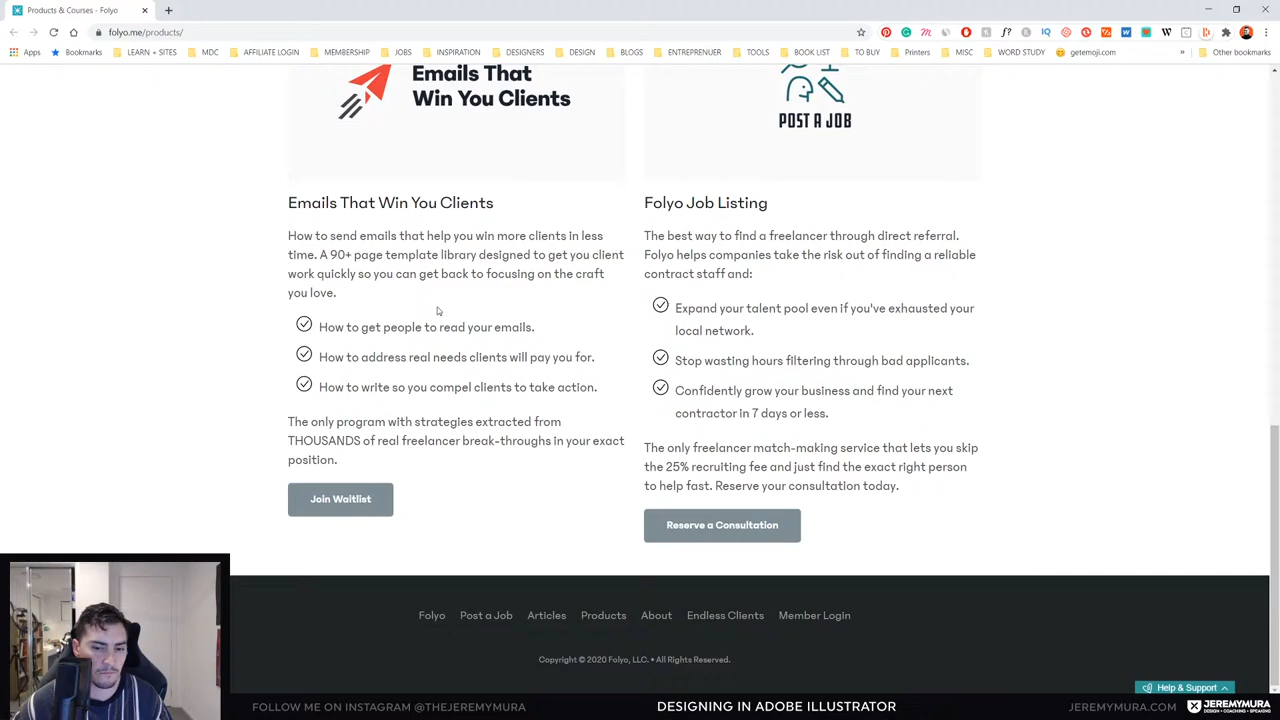 Products & Courses - Folyo
folyo.me/products/
Apps
Bookmarks
LEARN + SITES
MDC
AFFILIATE LOGIN
MEMBERSHIP
JOBS
INSPIRATION
DESIGNERS
DESIGN
BLOGS
ENTREPRENUER
TOOLS
BOOK LIST
TO BUY
Printers
MISC
WORD STUDY
getemoji.com
»
Other bookmarks
Emails That
Win You Clients
POST A JOB
Emails That Win You Clients
How to send emails that help you win more clients in less
time. A 90+ page template library designed to get you client
work quickly so you can get back to focusing on the craft
you love.
How to get people to read your emails.
How to address real needs clients will pay you for.
How to write so you compel clients to take action.
The only program with strategies extracted from
THOUSANDS of real freelancer break-throughs in your exact
position.
Join Waitlist
Folyo Job Listing
The best way to find a freelancer through direct referral.
Folyo helps companies take the risk out of finding a reliable
contract staff and:
Expand your talent pool even if you've exhausted your
local network.
Stop wasting hours filtering through bad applicants.
Confidently grow your business and find your next
contractor in 7 days or less.
The only freelancer match-making service that lets you skip
the 25% recruiting fee and just find the exact right person
to help fast. Reserve your consultation today.
Reserve a Consultation
Folyo Post a Job Articles Products About Endless Clients Member Login
Copyright © 2020 Folyo, LLC. • All Rights Reserved.
Help & Support
FOLLOW ME ON INSTAGRAM @THEJEREMYMURA
DESIGNING IN ADOBE ILLUSTRATOR
JEREMYMURA.COM
JEREMYMURA
DESIGN • COACHING • SPEAKING